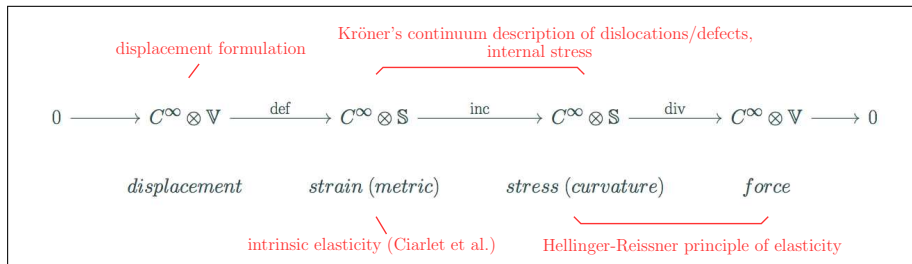 Kröner's continuum description of dislocations/defects,
displacement formulation
internal stress
0 → C^∞ ⊗ 𝕍 def → C^∞ ⊗ 𝕊 inc → C^∞ ⊗ 𝕊 div → C^∞ ⊗ 𝕍 → 0
displacement strain (metric) stress (curvature) force
intrinsic elasticity (Ciarlet et al.) Hellinger-Reissner principle of elasticity